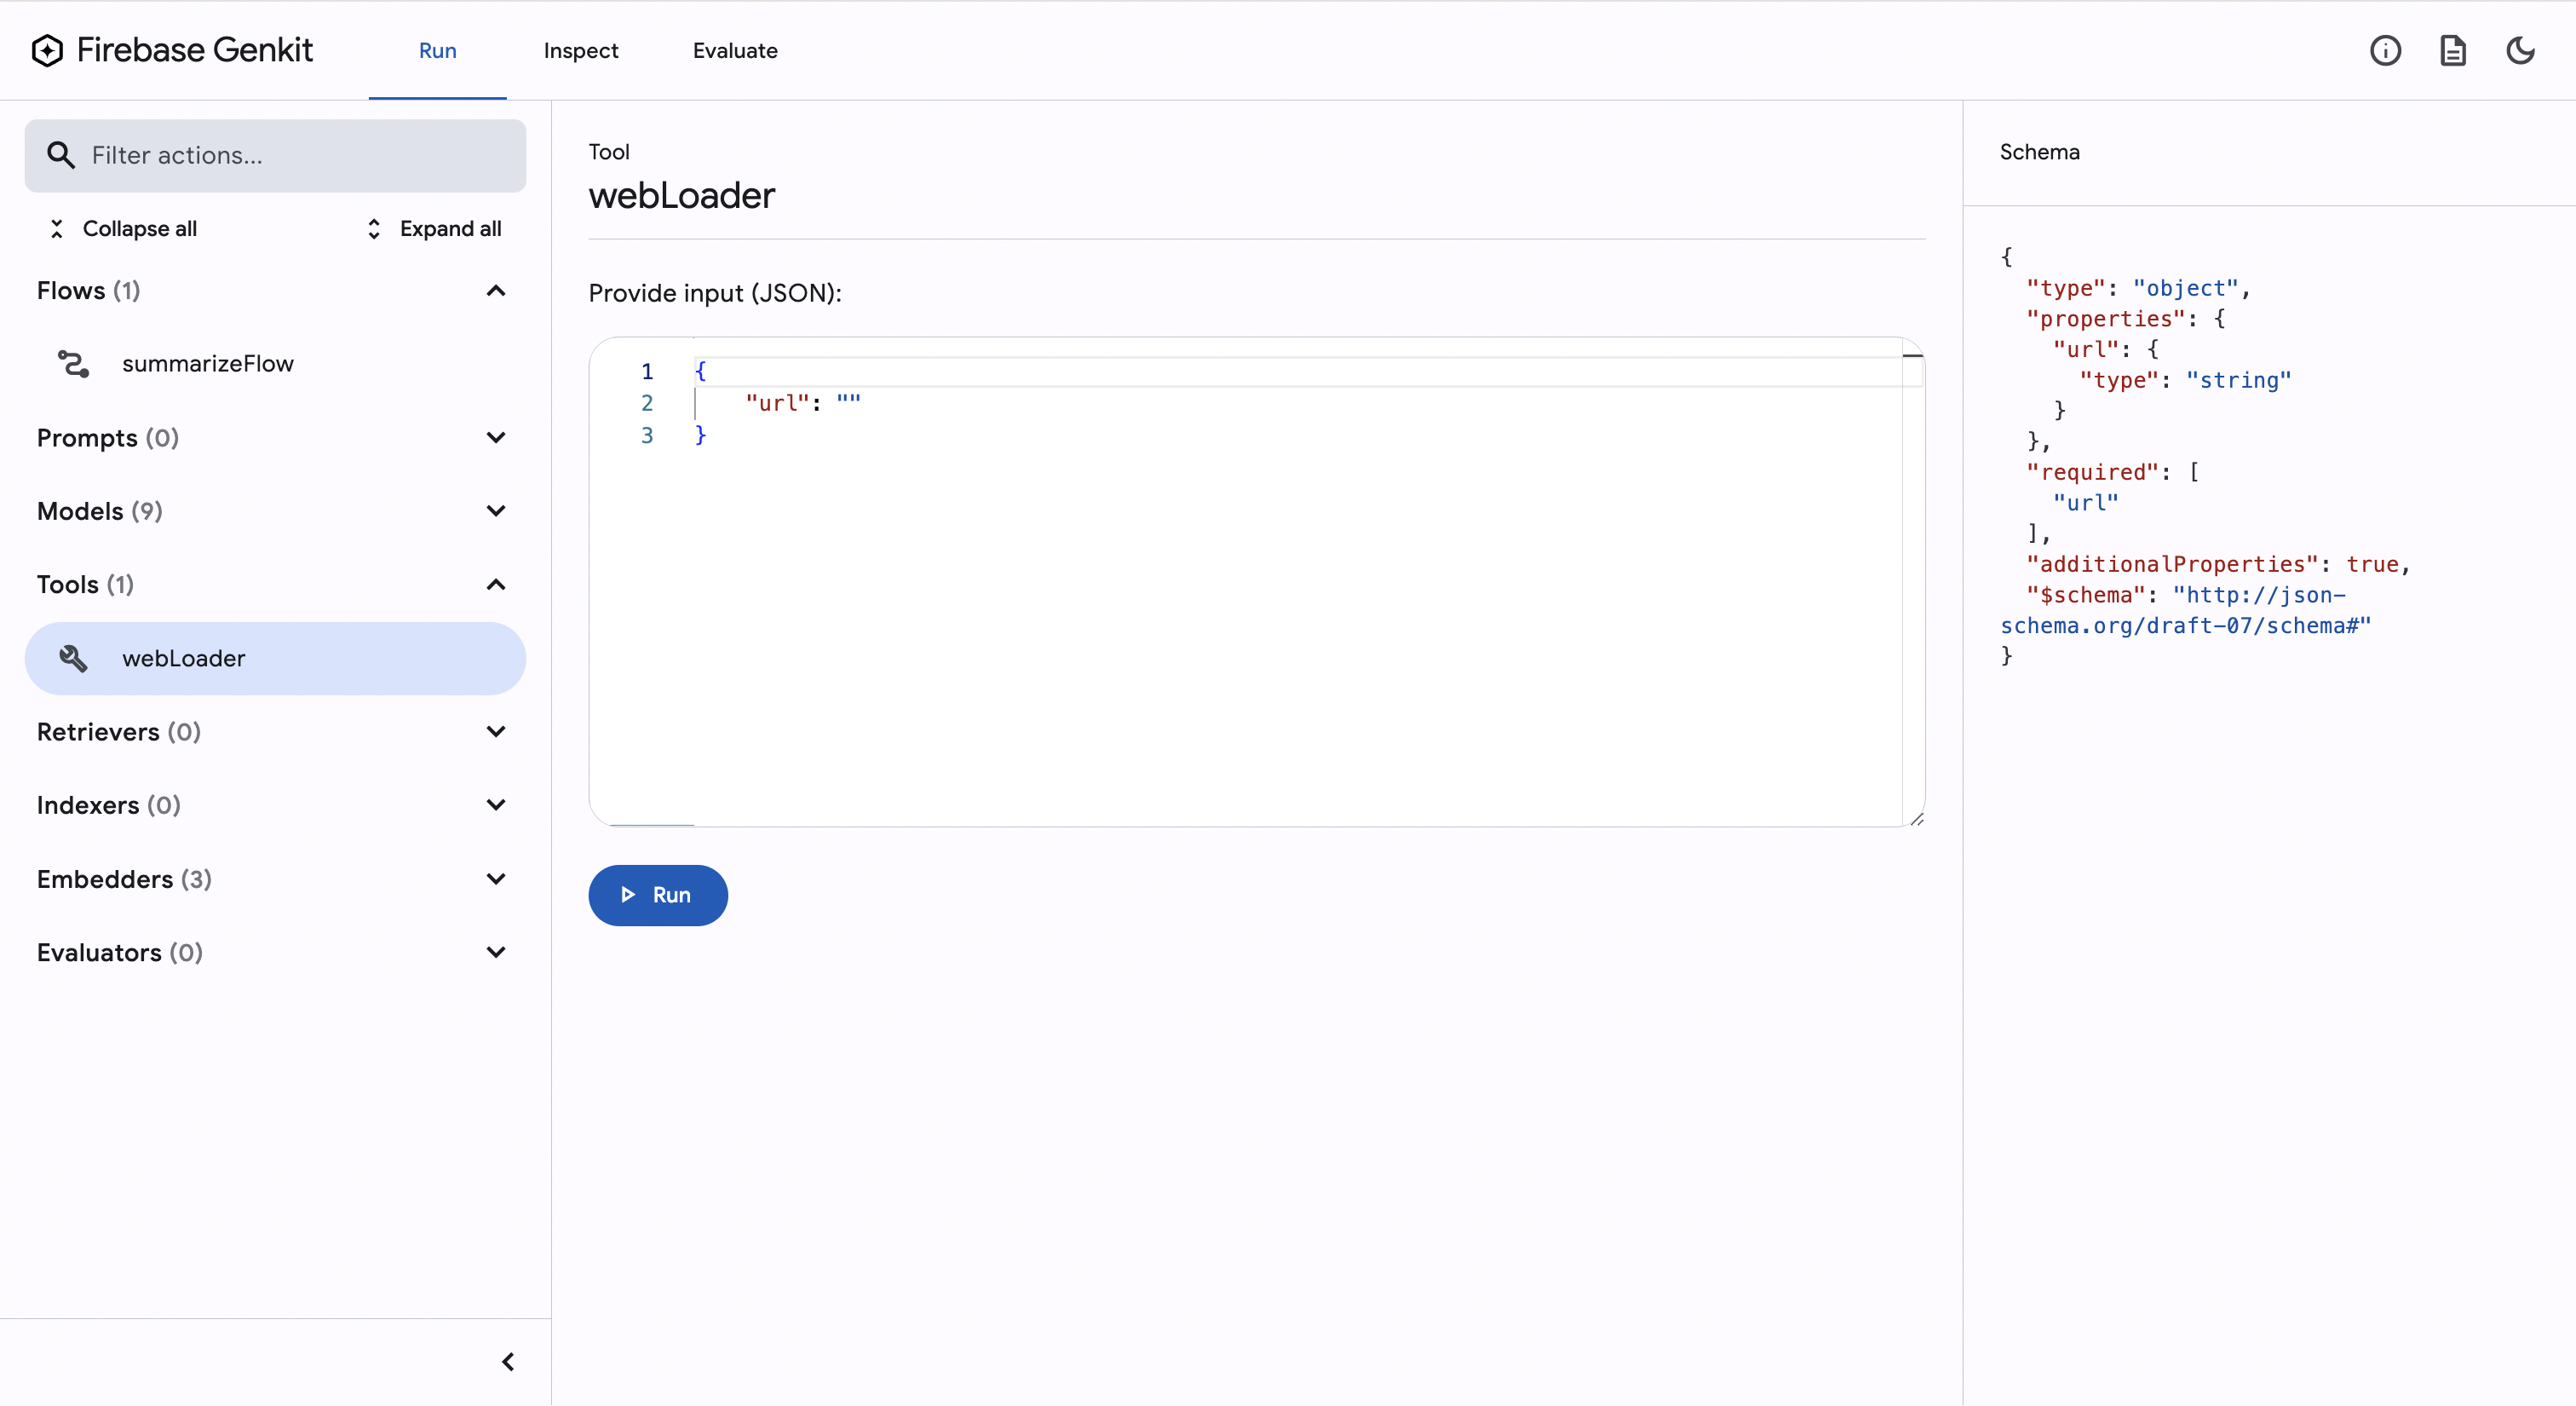 Firebase Genkit
Run
Inspect
Evaluate
Filter actions...
Collapse all
Expand all
Flows (1)
summarizeFlow
Prompts (0)
Models (9)
Tools (1)
webLoader
Retrievers (0)
Indexers (0)
Embedders (3)
Evaluators (0)
Tool
webLoader
Provide input (JSON):
1 {
2     "url": ""
3 }
Run
Schema
{
  "type": "object",
  "properties": {
    "url": {
      "type": "string"
    }
  },
  "required": [
    "url"
  ],
  "additionalProperties": true,
  "$schema": "http://json-
schema.org/draft-07/schema#"
}